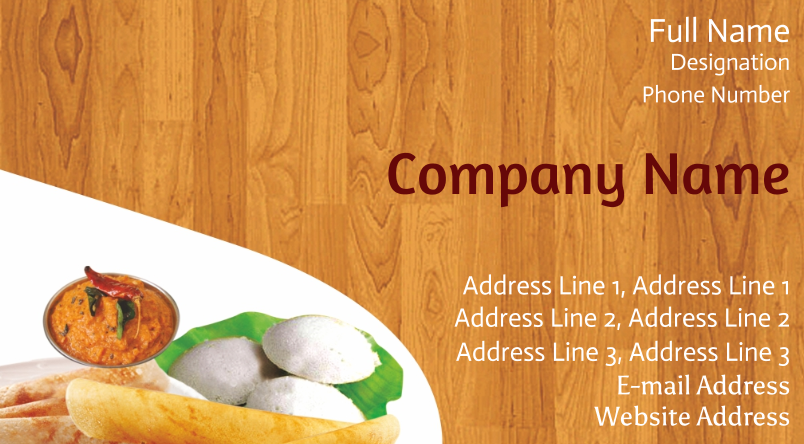 Full Name
Designation
Phone Number
Company Name
Address Line 1, Address Line 1
Address Line 2, Address Line 2
Address Line 3, Address Line 3
E-mail Address
Website Address